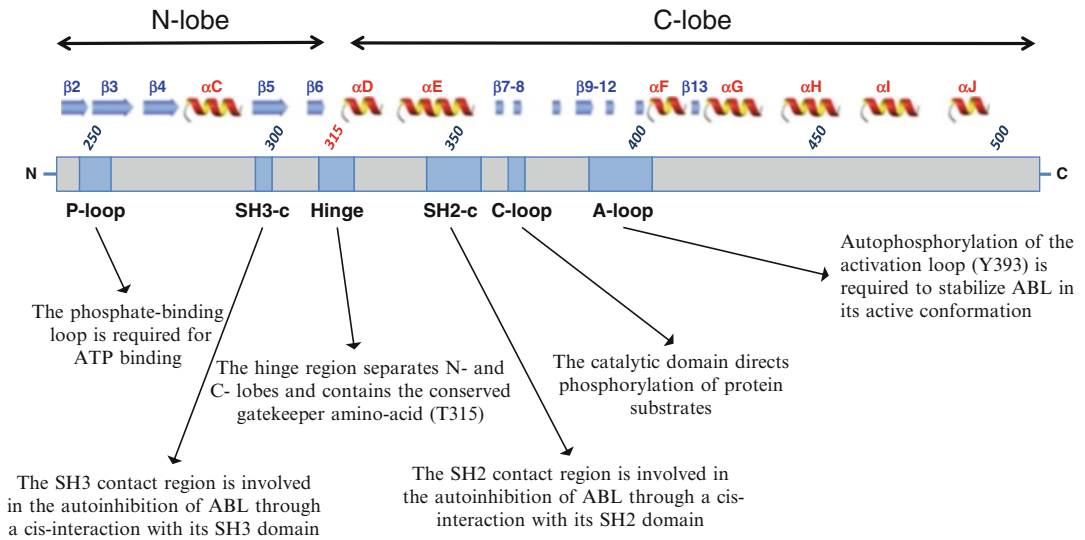 N-lobe C-lobe
β2 β3 β4 αC β5 β6 αD αE β7-8 β9-12 αF β13 αG αH αI αJ
250 300 315 350 400 450 500
N C
P-loop SH3-c Hinge SH2-c C-loop A-loop
Autophosphorylation of the
activation loop (Y393) is
required to stabilize ABL in
its active conformation
The phosphate-binding
loop is required for
ATP binding
The hinge region separates N- and
C- lobes and contains the conserved
gatekeeper amino-acid (T315)
The catalytic domain directs
phosphorylation of protein
substrates
The SH3 contact region is involved
in the autoinhibition of ABL through
a cis-interaction with its SH3 domain
The SH2 contact region is involved in
the autoinhibition of ABL through a cis-
interaction with its SH2 domain